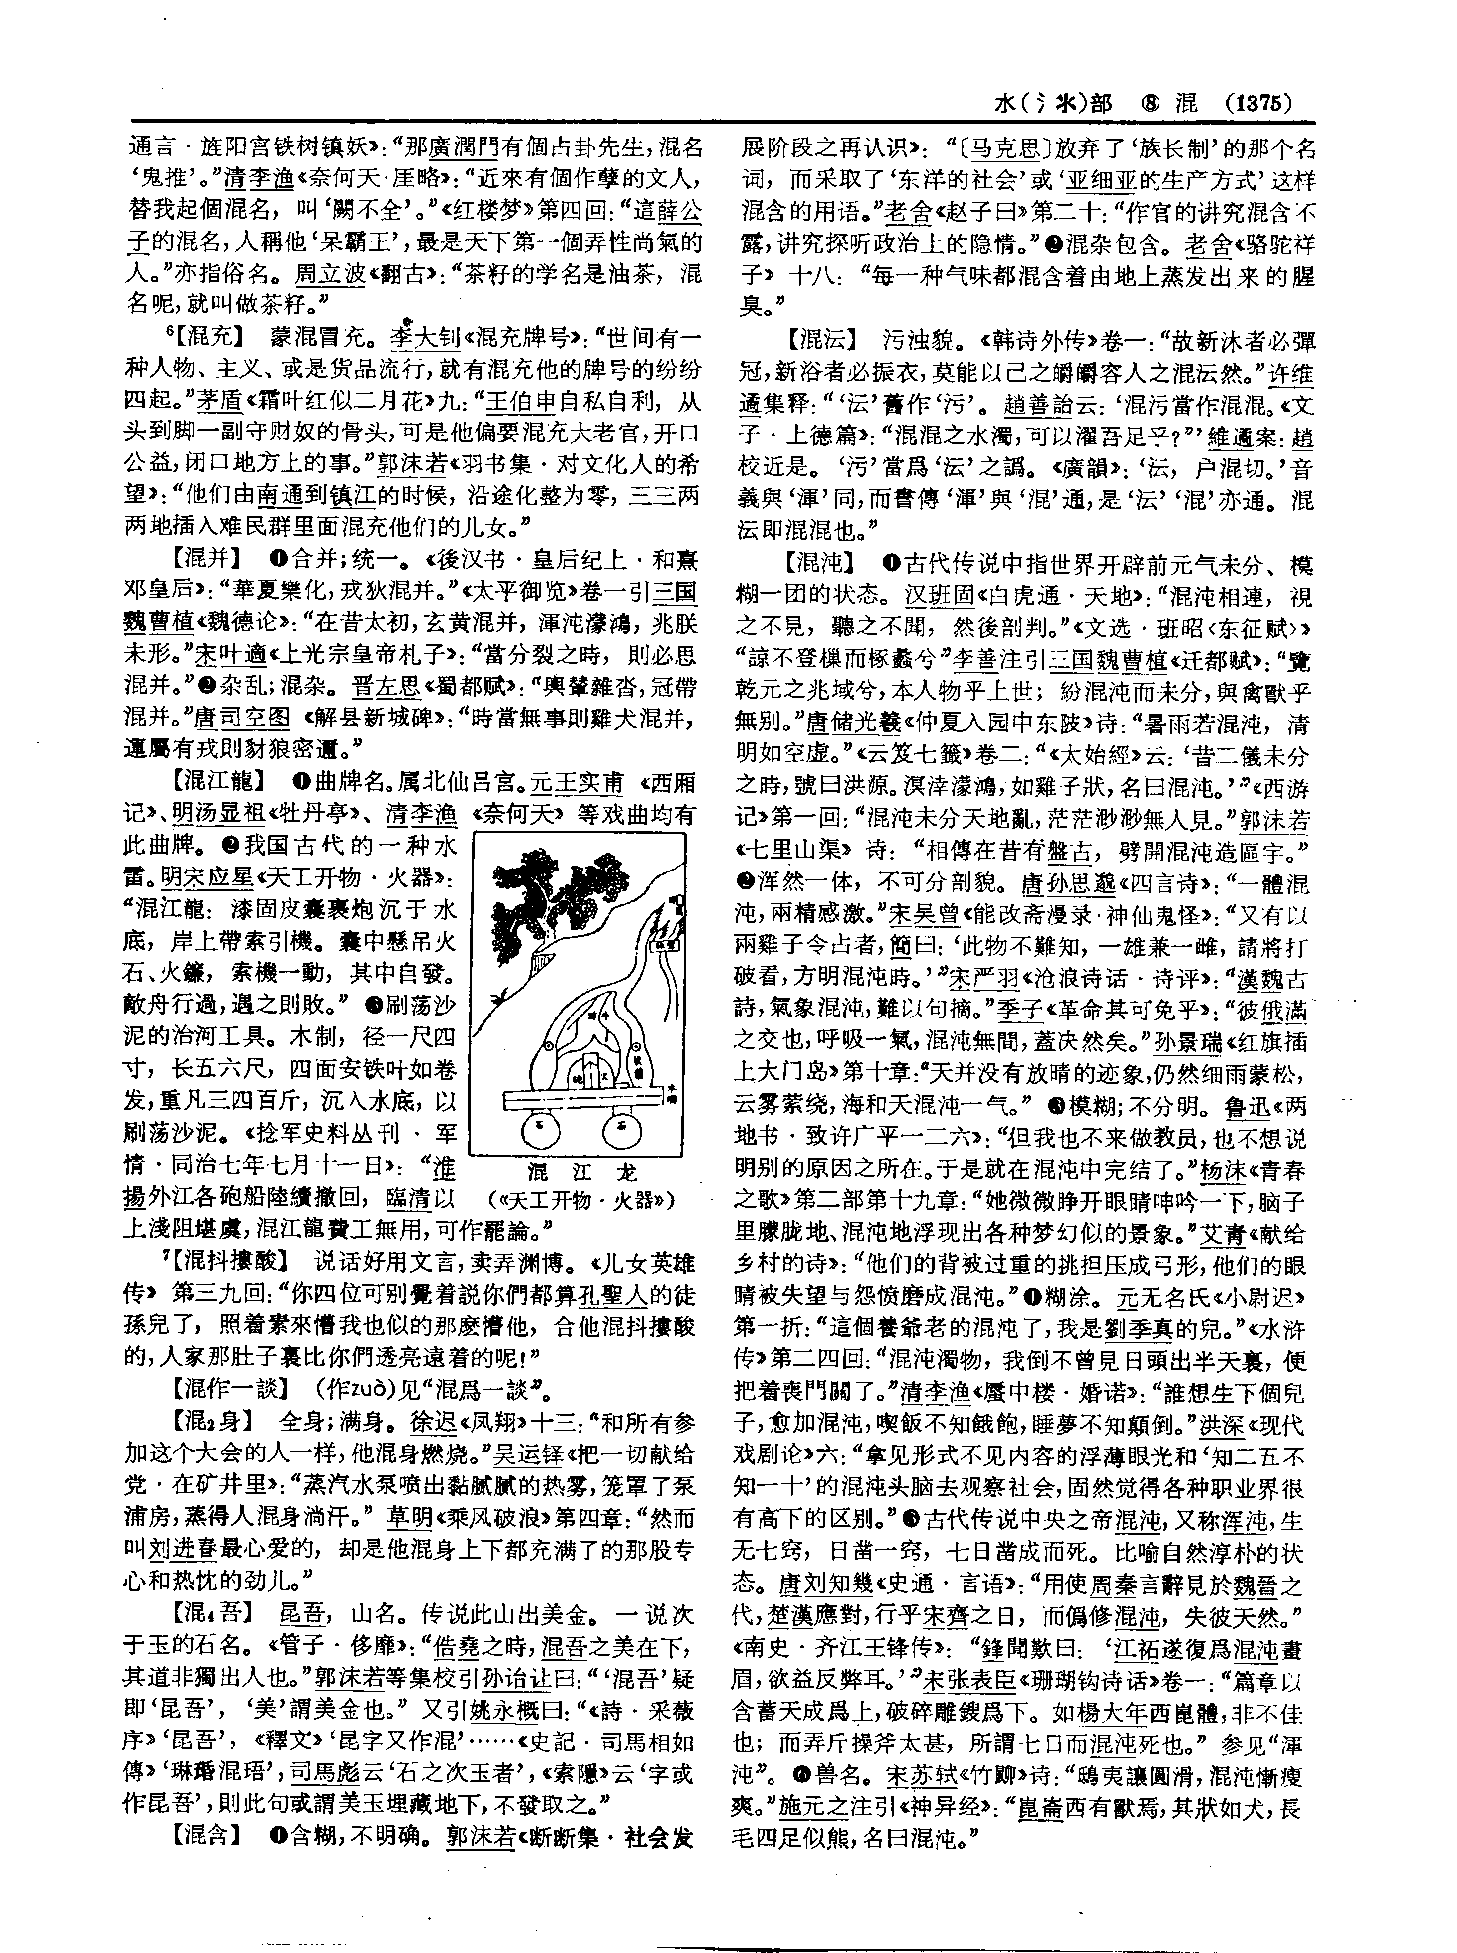 水(氵氺)部　⑧　混　(1375)
通言·旌阳宫铁树镇妖》：“那廣潤門有個占卦先生，混名
‘鬼推’。”清李渔《奈何天·厓略》：“近來有個作孽的文人，
替我起個混名，叫‘闕不全’。”《红楼梦》第四回：“這薛公
子的混名，人稱他‘呆霸王’，最是天下第一個弄性尚氣的
人。”亦指俗名。周立波《翻古》：“茶籽的学名是油茶，混
名呢，就叫做茶籽。”
⁶【混充】　蒙混冒充。李大钊《混充牌号》：“世间有一
种人物、主义、或是货品流行，就有混充他的牌号的纷纷
四起。”茅盾《霜叶红似二月花》九：“王伯申自私自利，从
头到脚一副守财奴的骨头，可是他偏要混充大老官，开口
公益，闭口地方上的事。”郭沫若《羽书集·对文化人的希
望》：“他们由南通到镇江的时候，沿途化整为零，三三两
两地插入难民群里面混充他们的儿女。”
【混并】　❶合并；统一。《後汉书·皇后纪上·和熹
邓皇后》：“華夏樂化，戎狄混并。”《太平御览》卷一引三国
魏曹植《魏德论》：“在昔太初，玄黄混并，渾沌濛鴻，兆朕
未形。”宋叶適《上光宗皇帝札子》：“當分裂之時，則必思
混并。”❷杂乱；混杂。晋左思《蜀都赋》：“輿輦雜沓，冠帶
混并。”唐司空图《解县新城碑》：“時當無事則雞犬混并，
運屬有戎則豺狼密邇。”
【混江龍】　❶曲牌名。属北仙吕宫。元王实甫《西厢
记》、明汤显祖《牡丹亭》、清李渔《奈何天》等戏曲均有
此曲牌。❷我国古代的一种水
雷。明宋应星《天工开物·火器》：
“混江龍：漆固皮囊裹炮沉于水
底，岸上帶索引機。囊中懸吊火
石、火鐮，索機一動，其中自發。
敵舟行過，遇之則敗。”❸刷荡沙
泥的治河工具。木制，径一尺四
寸，长五六尺，四面安铁叶如卷
发，重凡三四百斤，沉入水底，以
刷荡沙泥。《捻军史料丛刊·军
情·同治七年七月十一日》：“淮
揚外江各砲船陸續撤回，臨清以
上淺阻堪虞，混江龍費工無用，可作罷論。”
混江龙
（《天工开物·火器》）
⁷【混抖摟酸】　说话好用文言，卖弄渊博。《儿女英雄
传》第三九回：“你四位可别覺着説你們都算孔聖人的徒
孫兒了，照着素來懵我也似的那麽懵他，合他混抖摟酸
的，人家那肚子裏比你們透亮遠着的呢！”
【混作一談】　（作zuò）见“混爲一談”。
【混₂身】　全身；满身。徐迟《凤翔》十三：“和所有参
加这个大会的人一样，他混身燃烧。”吴运铎《把一切献给
党·在矿井里》：“蒸汽水泵喷出黏腻腻的热雾，笼罩了泵
浦房，蒸得人混身淌汗。”草明《乘风破浪》第四章：“然而
叫刘进春最心爱的，却是他混身上下都充满了的那股专
心和热忱的劲儿。”
【混₄吾】　昆吾，山名。传说此山出美金。一说次
于玉的石名。《管子·侈靡》：“俈堯之時，混吾之美在下，
其道非獨出人也。”郭沫若等集校引孙诒让曰：“‘混吾’疑
即‘昆吾’，‘美’謂美金也。”又引姚永概曰：“《詩·采薇
序》‘昆吾’，《釋文》‘昆字又作混’……《史記·司馬相如
傳》‘琳瑉混珸’，司馬彪云‘石之次玉者’，《索隱》云‘字或
作昆吾’，則此句或謂美玉埋藏地下，不發取之。”
【混含】　❶含糊，不明确。郭沫若《断断集·社会发
展阶段之再认识》：“〔马克思〕放弃了‘族长制’的那个名
词，而采取了‘东洋的社会’或‘亚细亚的生产方式’这样
混含的用语。”老舍《赵子曰》第二十：“作官的讲究混含不
露，讲究探听政治上的隐情。”❷混杂包含。老舍《骆驼祥
子》十八：“每一种气味都混含着由地上蒸发出来的腥
臭。”
【混沄】　污浊貌。《韩诗外传》卷一：“故新沐者必彈
冠，新浴者必振衣，莫能以己之皭皭容人之混沄然。”许维
遹集释：“‘沄’舊作‘污’。趙善詒云：‘混污當作混混。《文
子·上德篇》：“混混之水濁，可以濯吾足乎？”’維遹案：趙
校近是。‘污’當爲‘沄’之譌。《廣韻》：‘沄，户混切。’音
義與‘渾’同，而書傳‘渾’與‘混’通，是‘沄’‘混’亦通。混
沄即混混也。”
【混沌】　❶古代传说中指世界开辟前元气未分、模
糊一团的状态。汉班固《白虎通·天地》：“混沌相連，視
之不見，聽之不聞，然後剖判。”《文选·班昭〈东征赋〉》
“諒不登樔而椓蠡兮”李善注引三国魏曹植《迁都赋》：“覽
乾元之兆域兮，本人物乎上世；紛混沌而未分，與禽獸乎
無别。”唐储光羲《仲夏入园中东陂》诗：“暑雨若混沌，清
明如空虚。”《云笈七籤》卷二：“《太始經》云：‘昔二儀未分
之時，號曰洪源。溟涬濛鴻，如雞子狀，名曰混沌。’”《西游
记》第一回：“混沌未分天地亂，茫茫渺渺無人見。”郭沫若
《七里山渠》诗：“相傳在昔有盤古，劈開混沌造區宇。”
❷浑然一体，不可分剖貌。唐孙思邈《四言诗》：“一體混
沌，兩精感激。”宋吴曾《能改斋漫录·神仙鬼怪》：“又有以
兩雞子令占者，簡曰：‘此物不難知，一雄兼一雌，請將打
破看，方明混沌時。’”宋严羽《沧浪诗话·诗评》：“漢魏古
詩，氣象混沌，難以句摘。”季子《革命其可免乎》：“彼俄滿
之交也，呼吸一氣，混沌無間，蓋决然矣。”孙景瑞《红旗插
上大门岛》第十章：“天并没有放晴的迹象，仍然细雨蒙松，
云雾萦绕，海和天混沌一气。”❸模糊；不分明。鲁迅《两
地书·致许广平一二六》：“但我也不来做教员，也不想说
明别的原因之所在。于是就在混沌中完结了。”杨沫《青春
之歌》第二部第十九章：“她微微睁开眼睛呻吟一下，脑子
里朦胧地、混沌地浮现出各种梦幻似的景象。”艾青《献给
乡村的诗》：“他们的背被过重的挑担压成弓形，他们的眼
睛被失望与怨愤磨成混沌。”❹糊涂。元无名氏《小尉迟》
第一折：“這個養爺老的混沌了，我是劉季真的兒。”《水浒
传》第二四回：“混沌濁物，我倒不曾見日頭出半天裏，便
把着喪門關了。”清李渔《蜃中楼·婚诺》：“誰想生下個兒
子，愈加混沌，喫飯不知餓飽，睡夢不知顛倒。”洪深《现代
戏剧论》六：“拿见形式不见内容的浮薄眼光和‘知二五不
知一十’的混沌头脑去观察社会，固然觉得各种职业界很
有高下的区别。”❺古代传说中央之帝混沌，又称浑沌，生
无七窍，日凿一窍，七日凿成而死。比喻自然淳朴的状
态。唐刘知幾《史通·言语》：“用使周秦言辭見於魏晉之
代，楚漢應對，行乎宋齊之日，而僞修混沌，失彼天然。”
《南史·齐江王锋传》：“鋒聞歎曰：‘江祏遂復爲混沌畫
眉，欲益反弊耳。’”宋张表臣《珊瑚钩诗话》卷一：“篇章以
含蓄天成爲上，破碎雕鎪爲下。如楊大年西崑體，非不佳
也；而弄斤操斧太甚，所謂七日而混沌死也。”参见“渾
沌”。❻兽名。宋苏轼《竹䶉》诗：“鴟夷讓圓滑，混沌慚瘦
爽。”施元之注引《神异经》：“崑崙西有獸焉，其狀如犬，長
毛四足似熊，名曰混沌。”